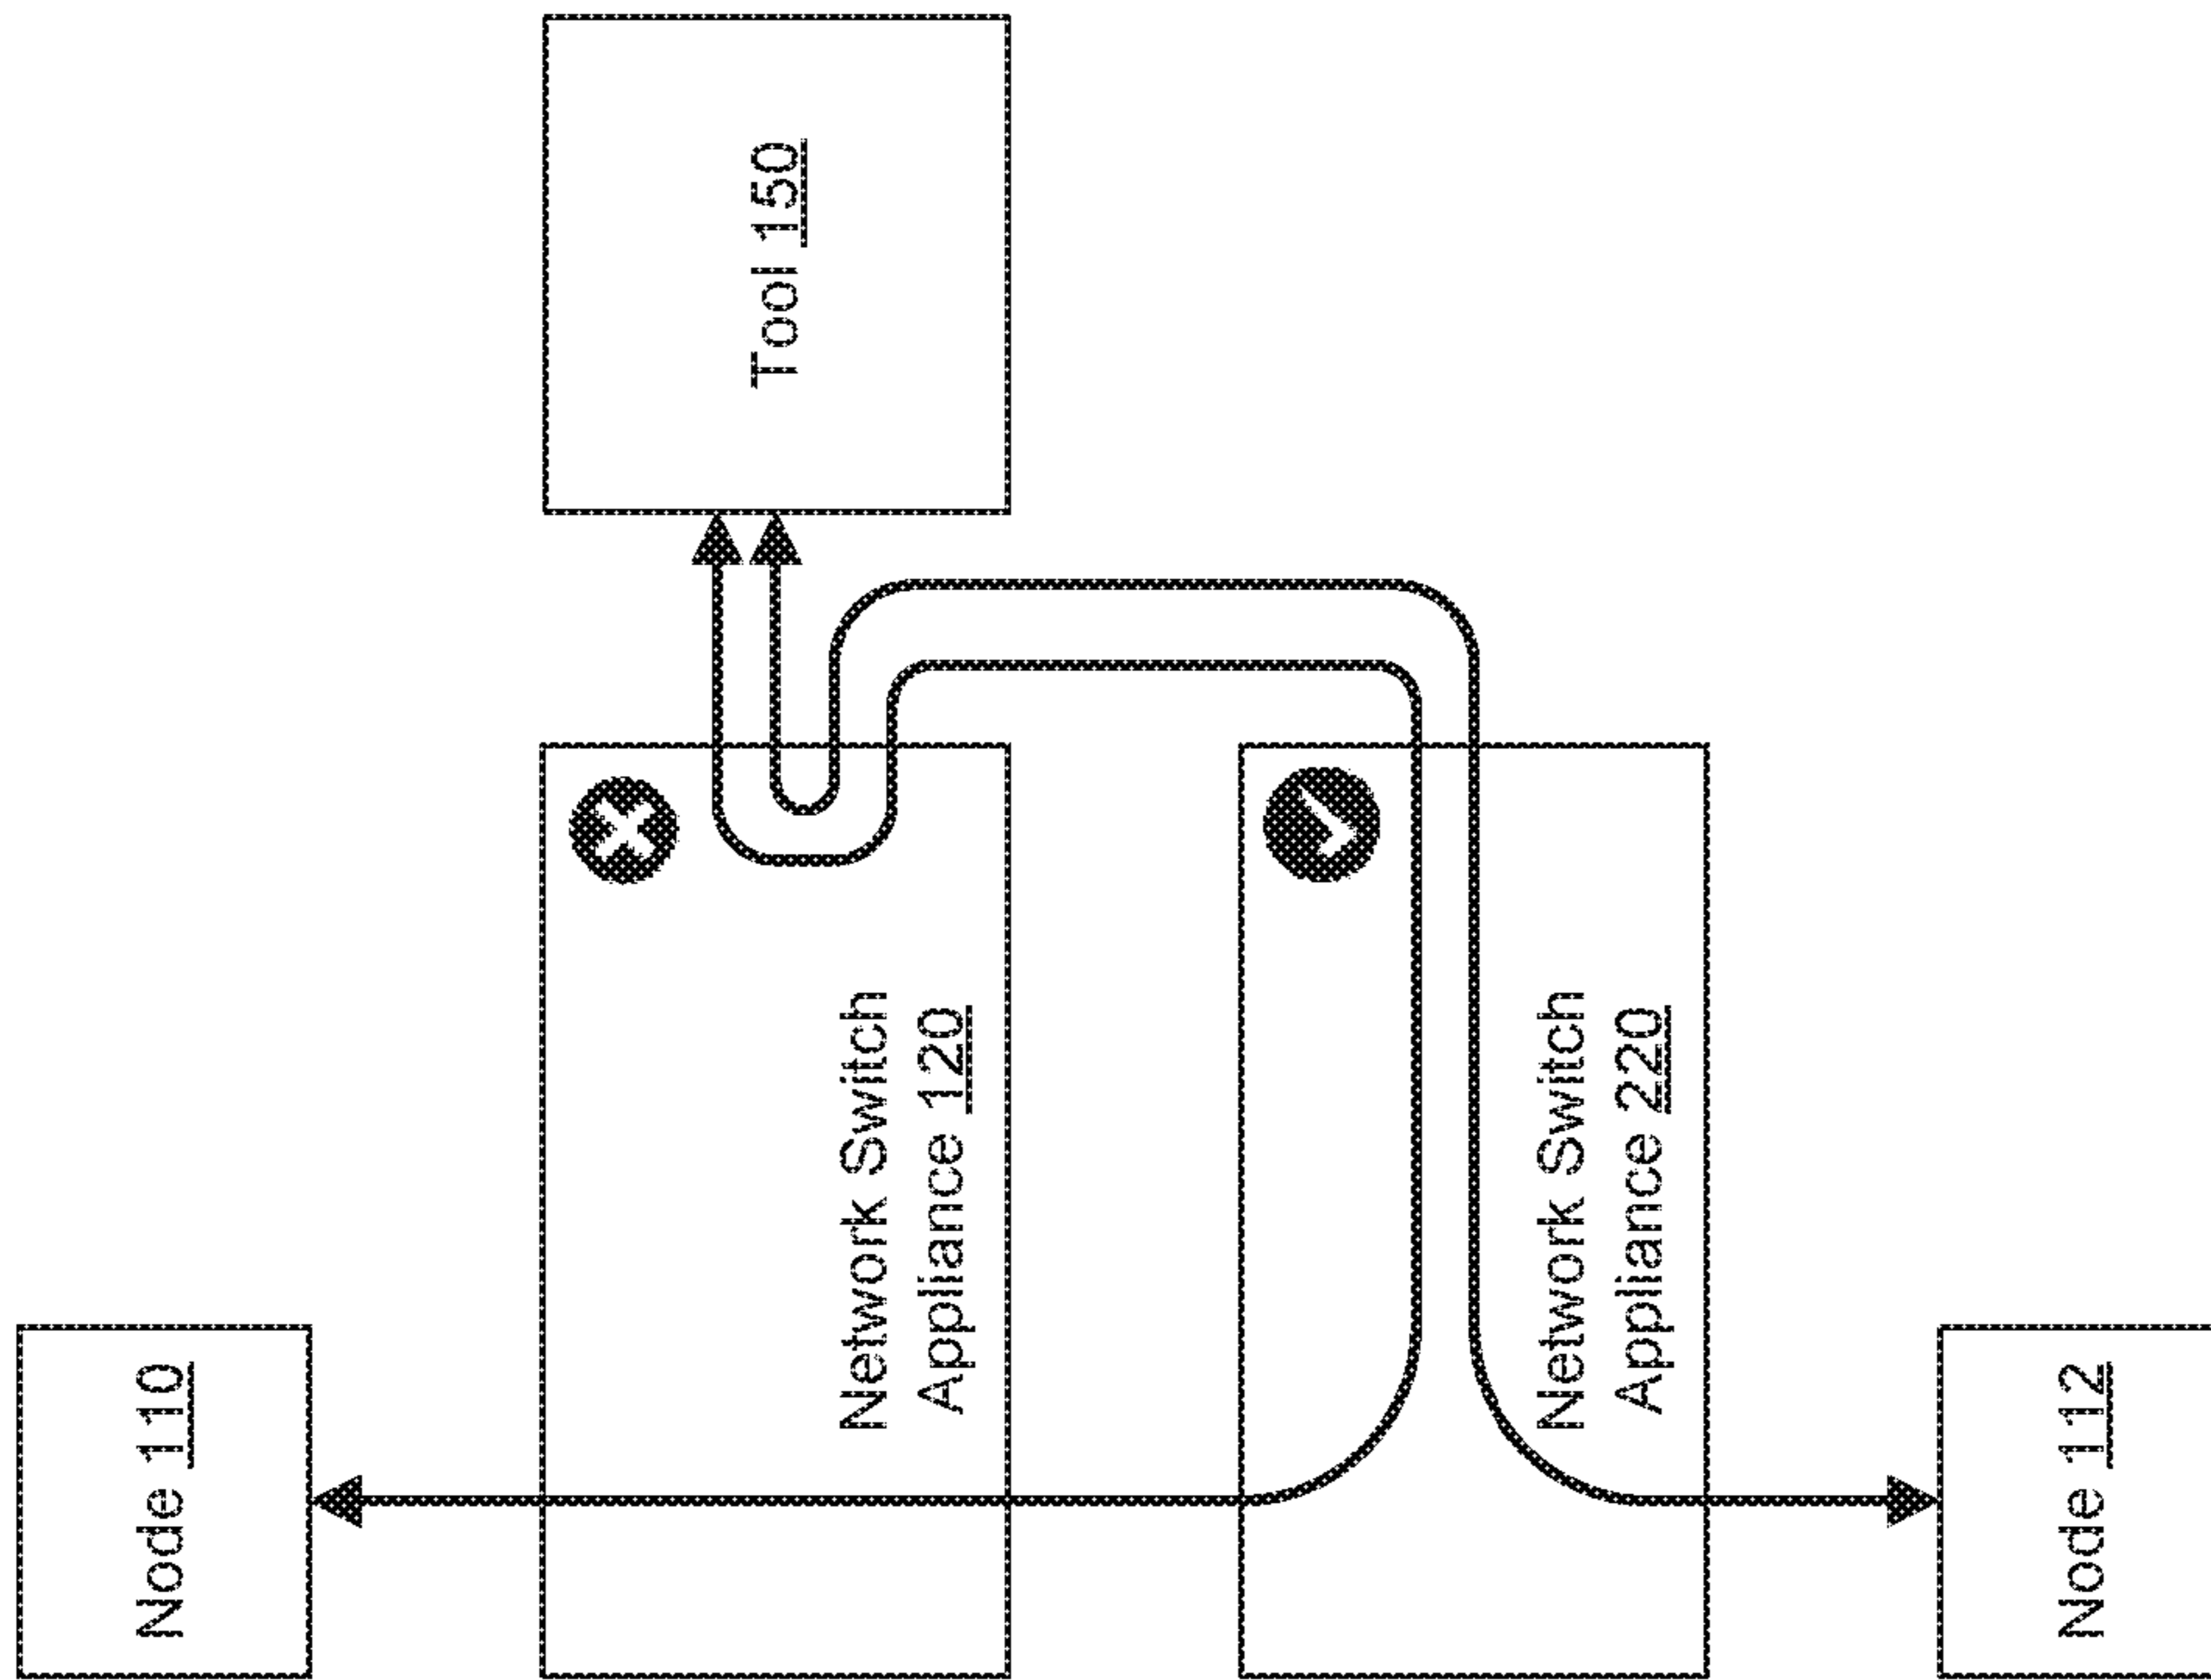 Node 110
Network Switch
Appliance 120
Tool 150
Network Switch
Appliance 220
Node 112